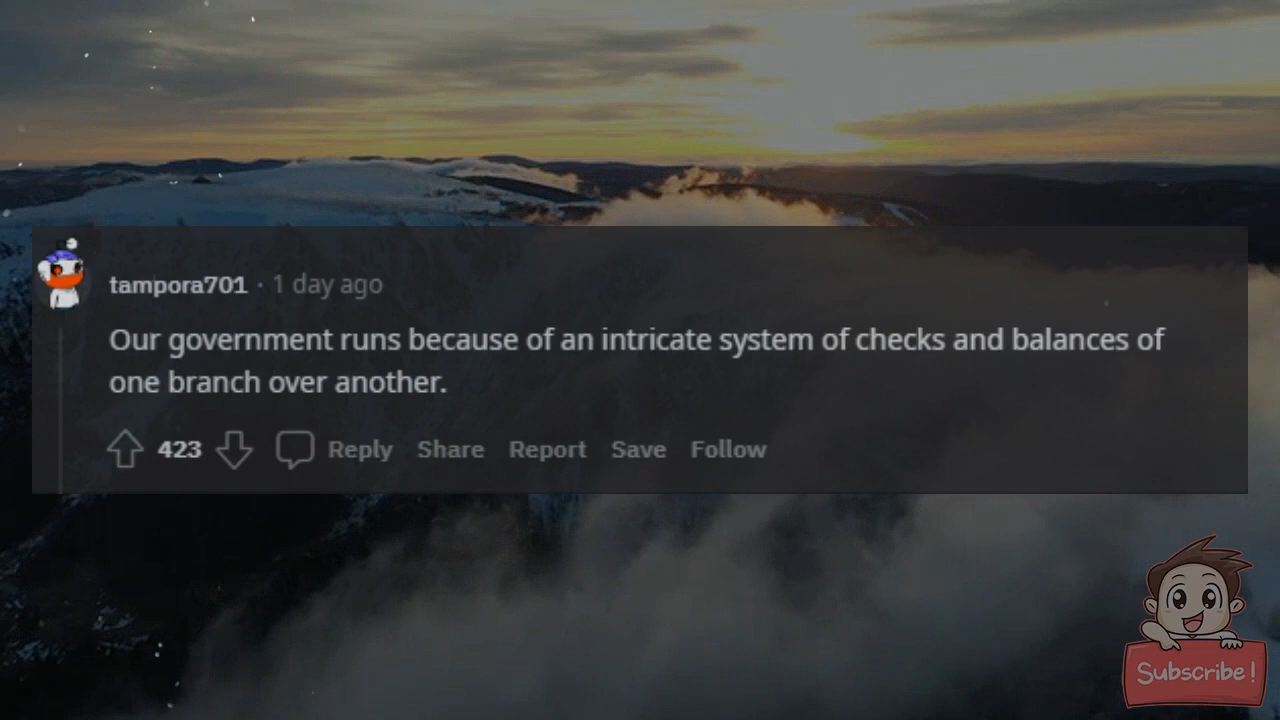 tampora701 · 1 day ago
Our government runs because of an intricate system of checks and balances of
one branch over another.
423 Reply Share Report Save Follow
Subscribe!